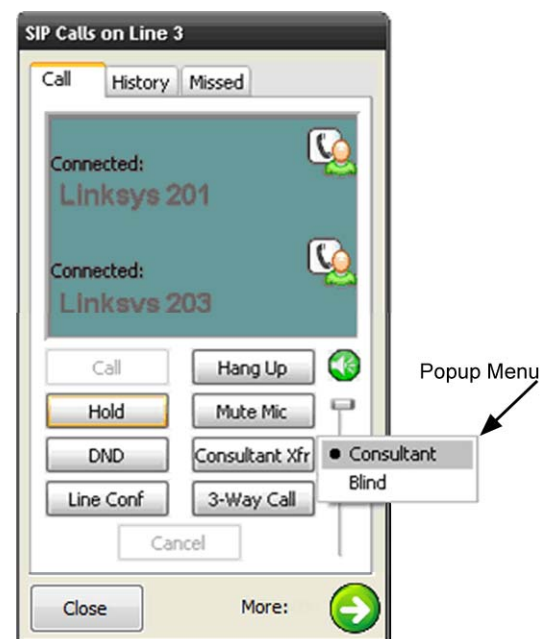 SIP Calls on Line 3
Call History Missed
Connected:
Linksys 201
Connected:
Linksys 203
Call Hang Up
Popup Menu
Hold Mute Mic
DND Consultant Xfr
Consultant
Blind
Line Conf 3-Way Call
Cancel
Close More: